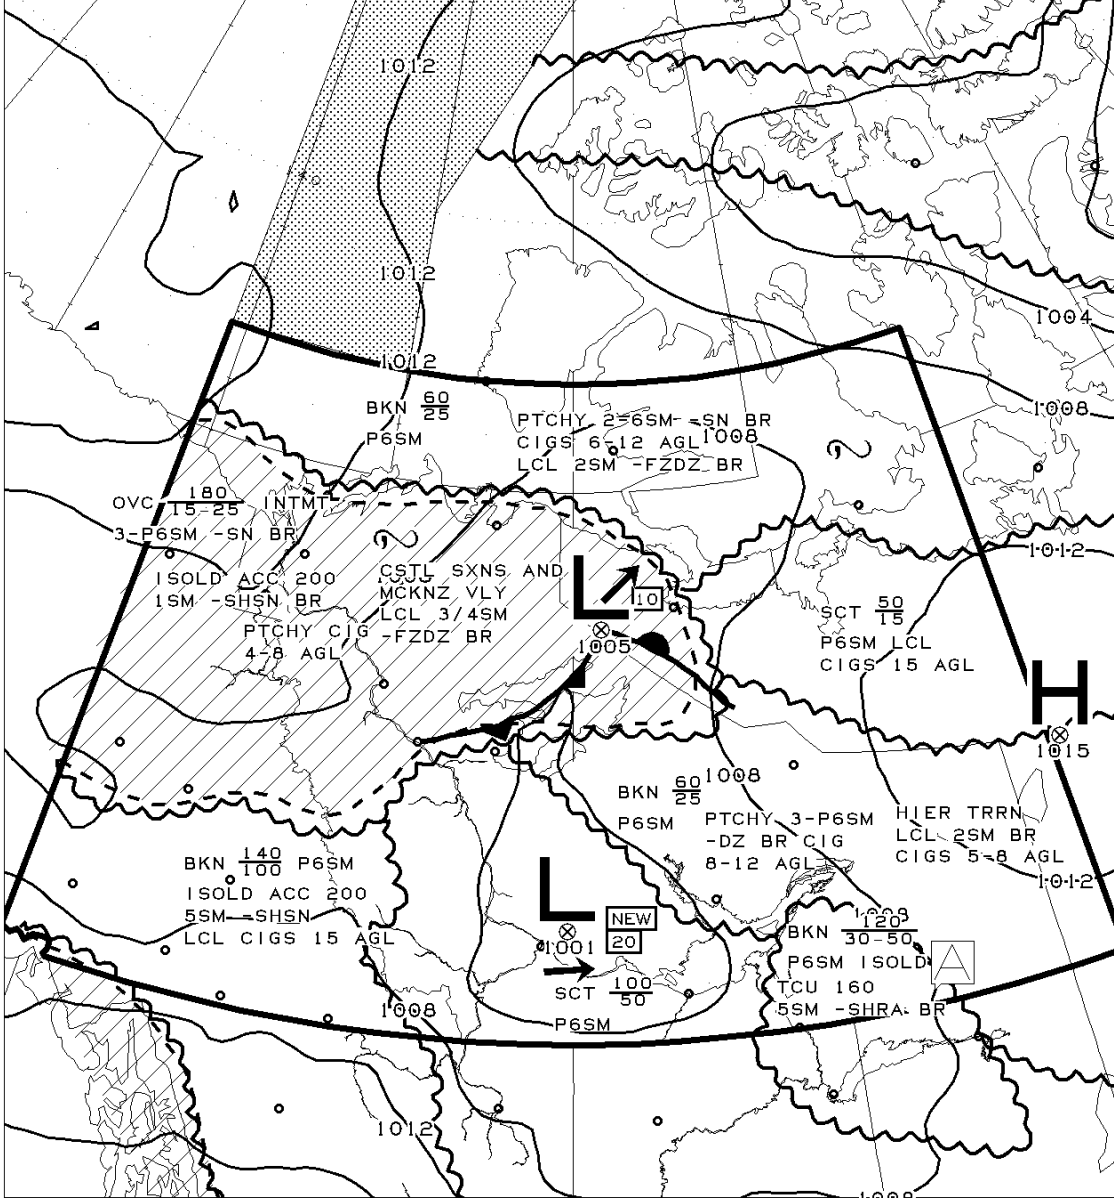 1012
1012
1004
1012
1008
BKN 60
25
P6SM
PTCHY 2-6SM -SN BR
CIGS 6-12 AGL
LCL 2SM -FZDZ BR
1008
OVC 180
15-25 INTMT
3-P6SM -SN BR
ISOLD ACC 200
1SM -SHSN BR
PTCHY CIG
4-8 AGL
CSTL SXNS AND
MCKNZ VLY
LCL 3/4SM
-FZDZ BR
L
10
1005
1012
SCT 50
15
P6SM LCL
CIGS 15 AGL
H
1015
BKN 60
25
P6SM
1008
PTCHY 3-P6SM
-DZ BR CIG
8-12 AGL
HIER TRRN
LCL 2SM BR
CIGS 5-8 AGL
1012
BKN 140
100 P6SM
ISOLD ACC 200
5SM -SHSN
LCL CIGS 15 AGL
L
NEW
20
1001
SCT 100
50
P6SM
1008
BKN 120
30-50
P6SM ISOLD
TCU 160
5SM -SHRA BR
A
1008
1012
1008